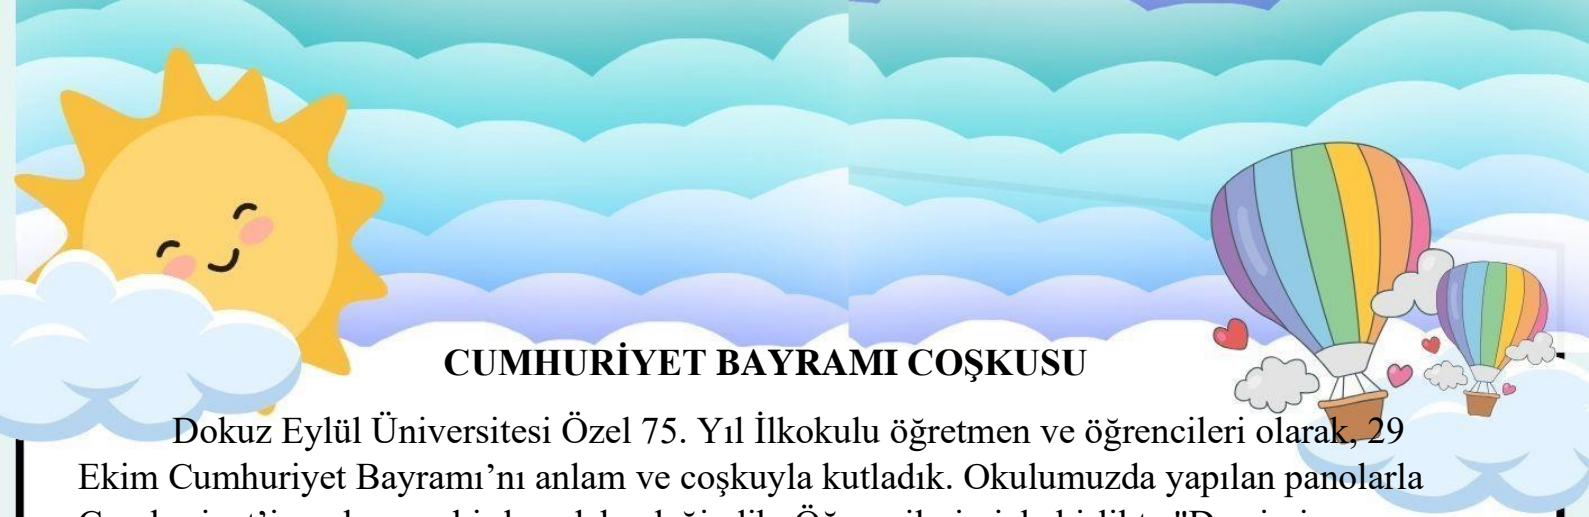 CUMHURİYET BAYRAMI COŞKUSU
Dokuz Eylül Üniversitesi Özel 75. Yıl İlkokulu öğretmen ve öğrencileri olarak, 29
Ekim Cumhuriyet Bayramı’nı anlam ve coşkuyla kutladık. Okulumuzda yapılan panolarla